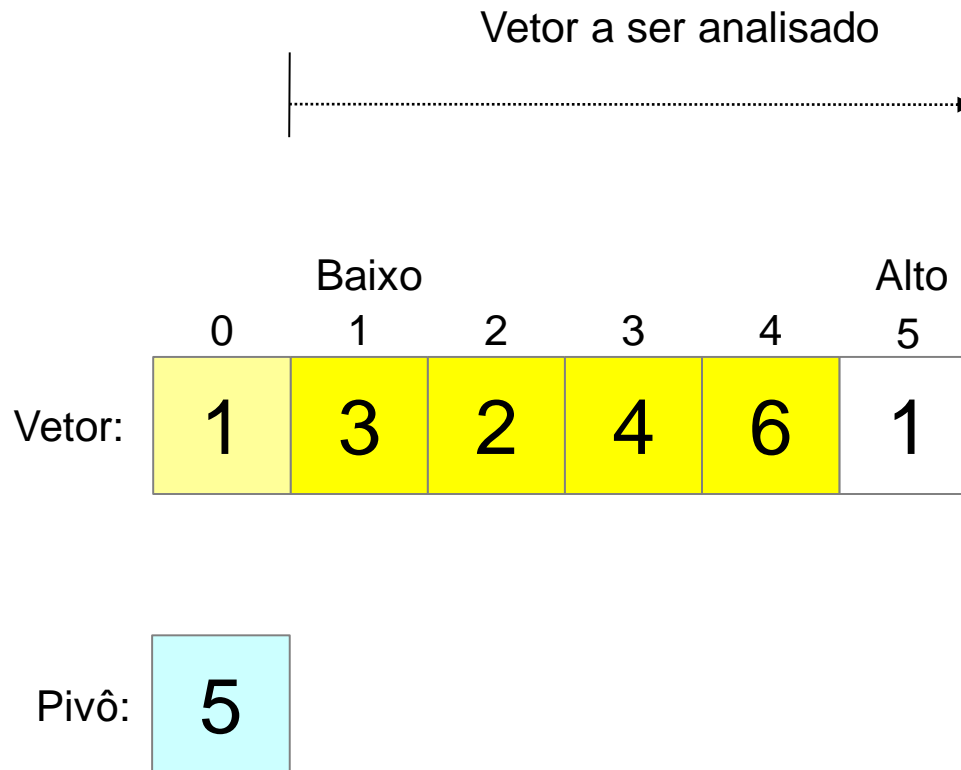 Vetor a ser analisado
Baixo Alto
0 1 2 3 4 5
Vetor: 1 3 2 4 6 1
Pivô: 5